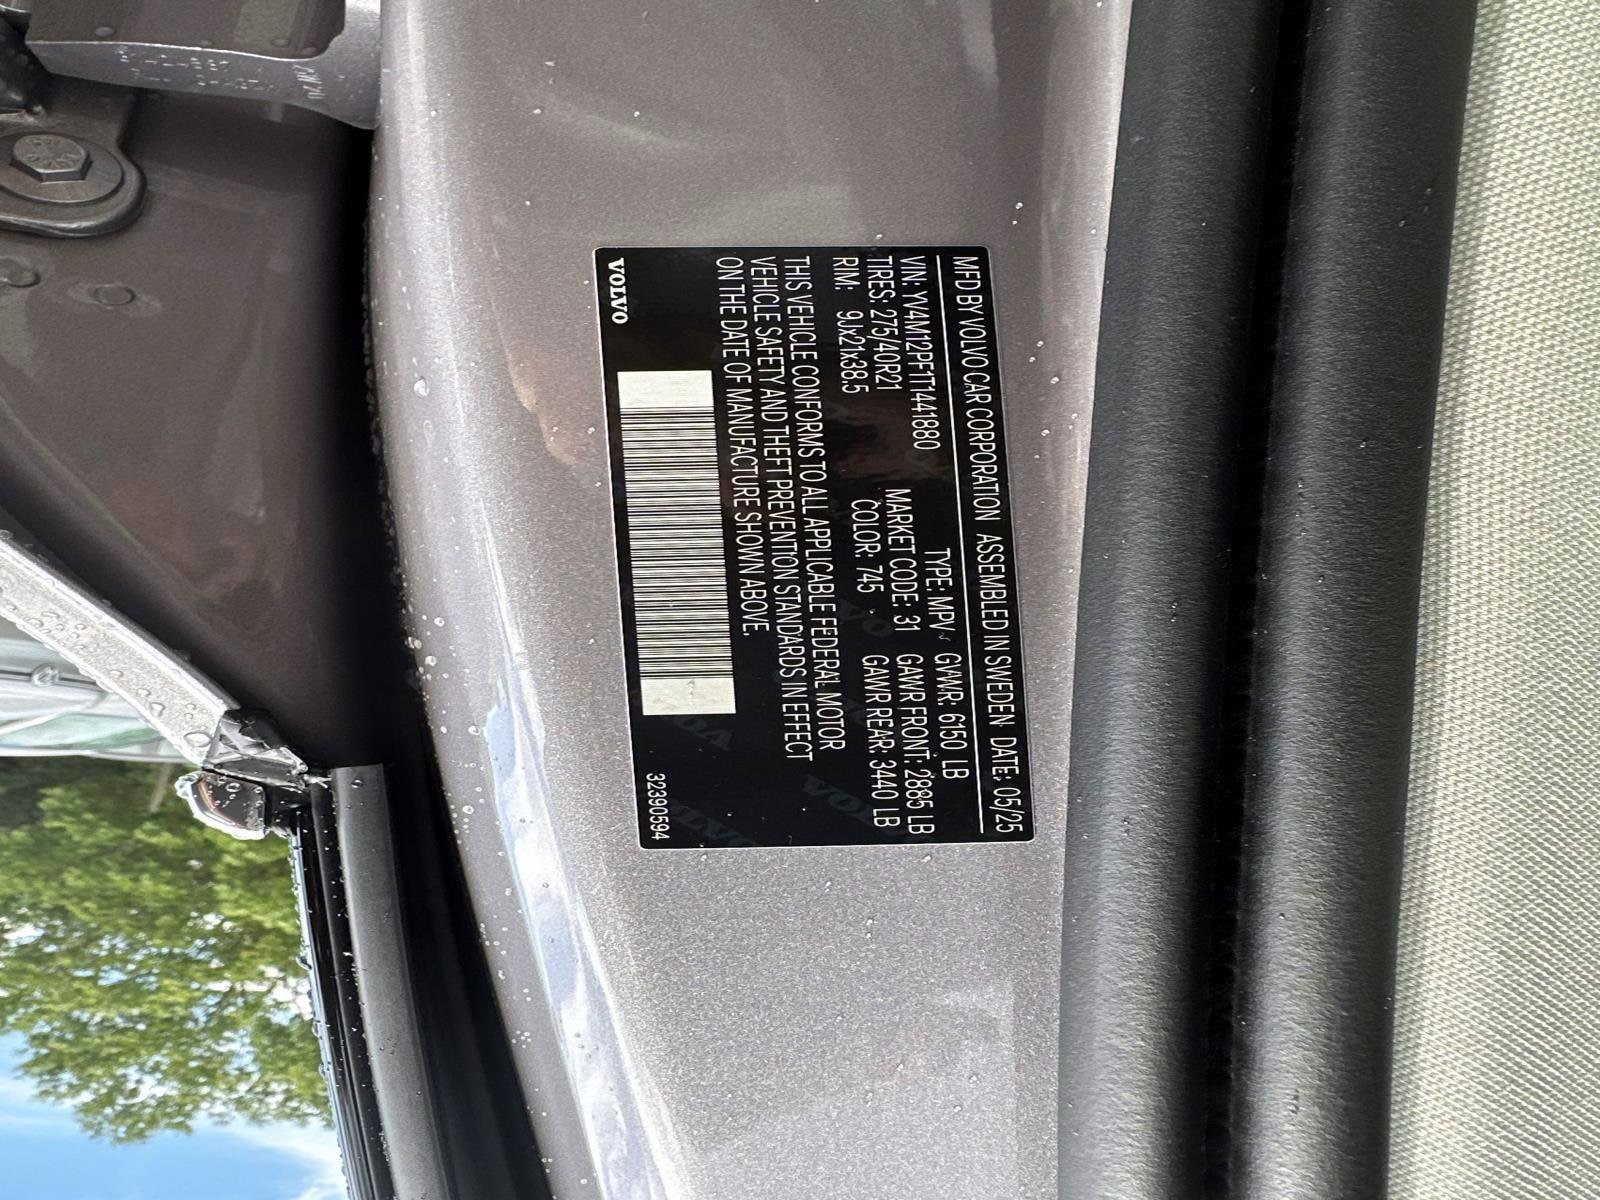 MFD BY VOLVO CAR CORPORATION ASSEMBLED IN SWEDEN DATE: 05/25
TYPE: MPV GVWR: 6150 LB
VIN: YV4M12PF1T1441880 MARKET CODE: 31 GAWR FRONT: 2885 LB
TIRES: 275/40R21 COLOR: 745 GAWR REAR: 3440 LB
RIM: 9Jx21x38.5
THIS VEHICLE CONFORMS TO ALL APPLICABLE FEDERAL MOTOR
VEHICLE SAFETY AND THEFT PREVENTION STANDARDS IN EFFECT
ON THE DATE OF MANUFACTURE SHOWN ABOVE.
VOLVO
32390594